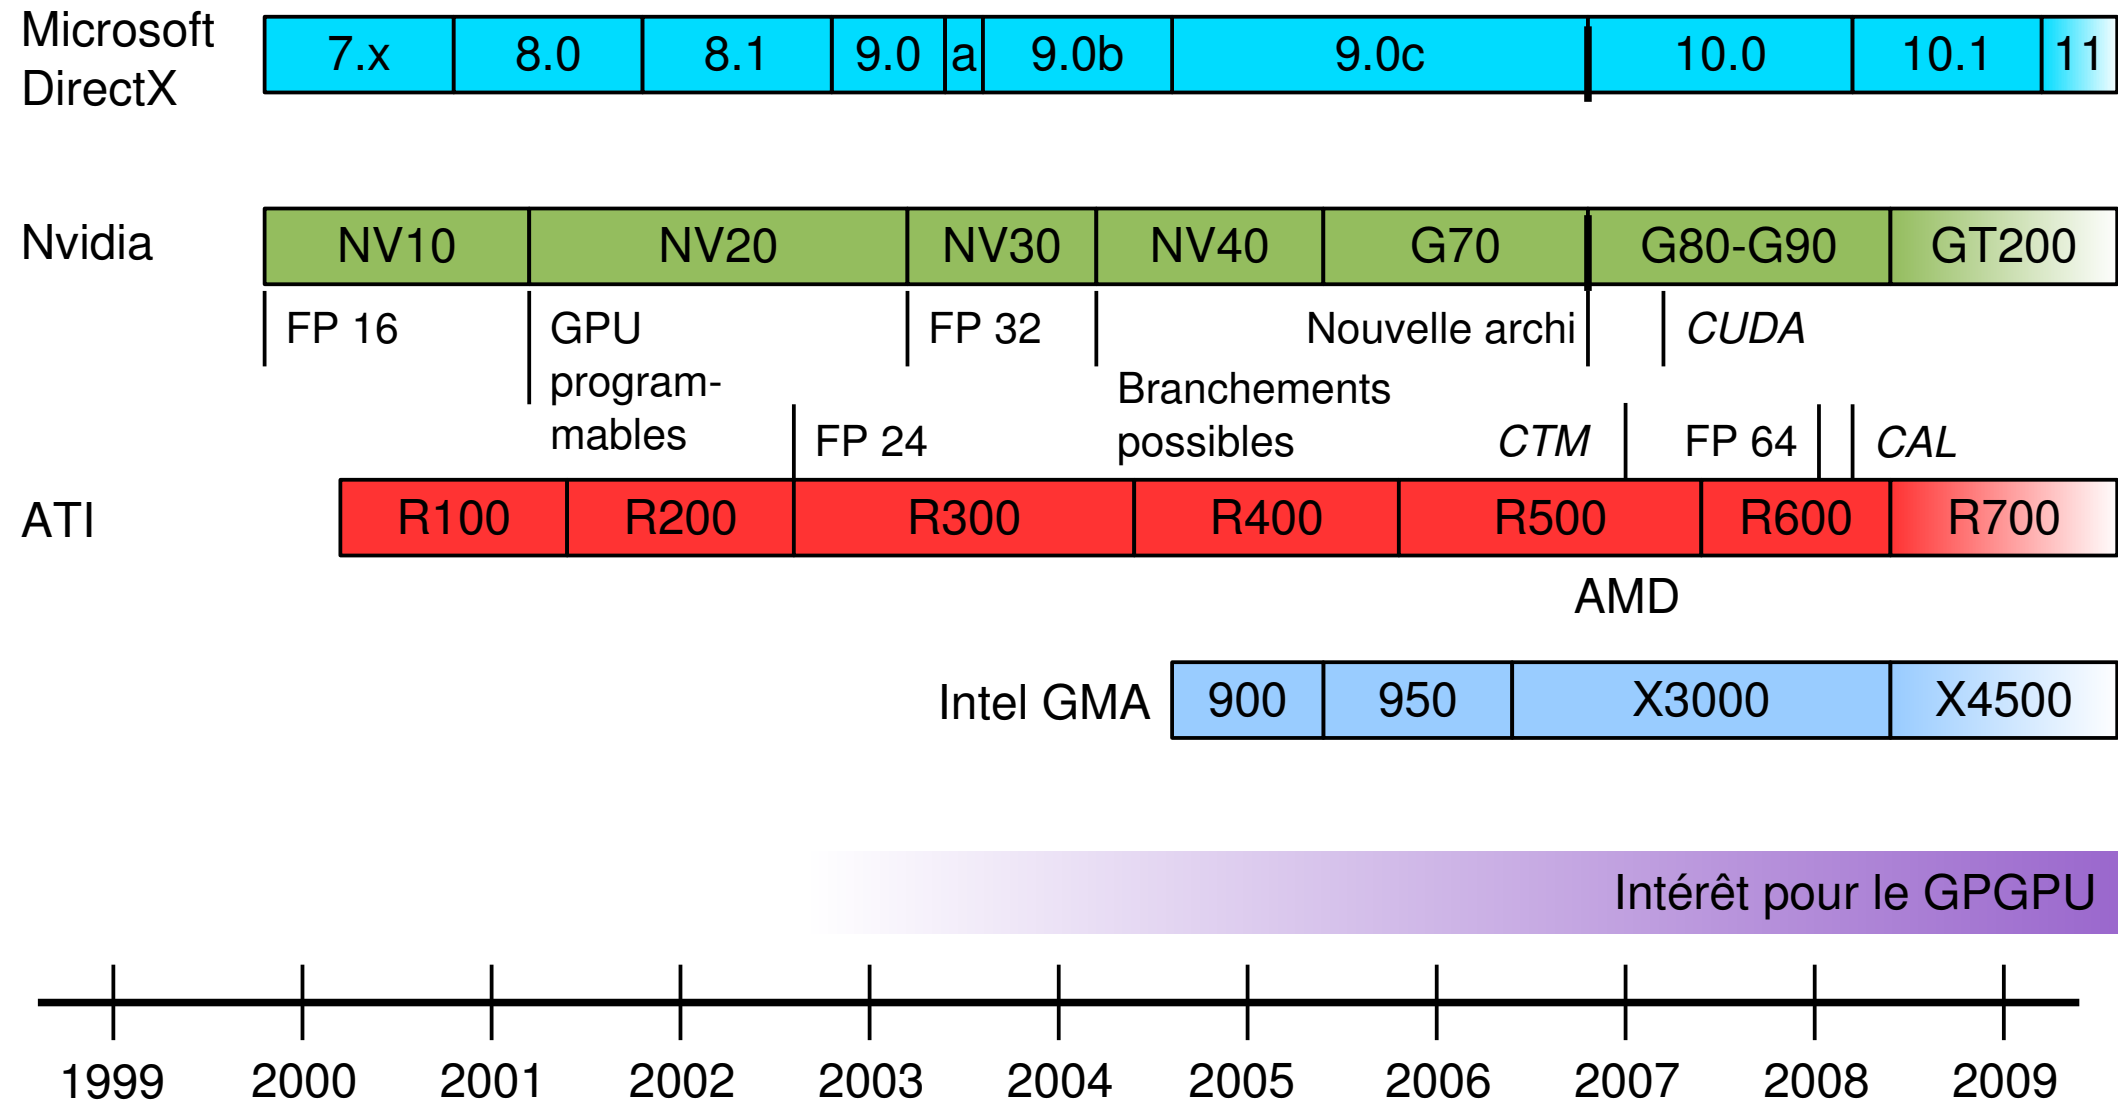 Microsoft
DirectX
7.x 8.0 8.1 9.0 a 9.0b 9.0c 10.0 10.1 11
Nvidia
NV10 NV20 NV30 NV40 G70 G80-G90 GT200
FP 16
GPU
program-
mables
FP 32
Branchements
possibles
Nouvelle archi
CUDA
FP 24
CTM
FP 64
CAL
ATI
R100 R200 R300 R400 R500 R600 R700
AMD
Intel GMA
900 950 X3000 X4500
Intérêt pour le GPGPU
1999 2000 2001 2002 2003 2004 2005 2006 2007 2008 2009